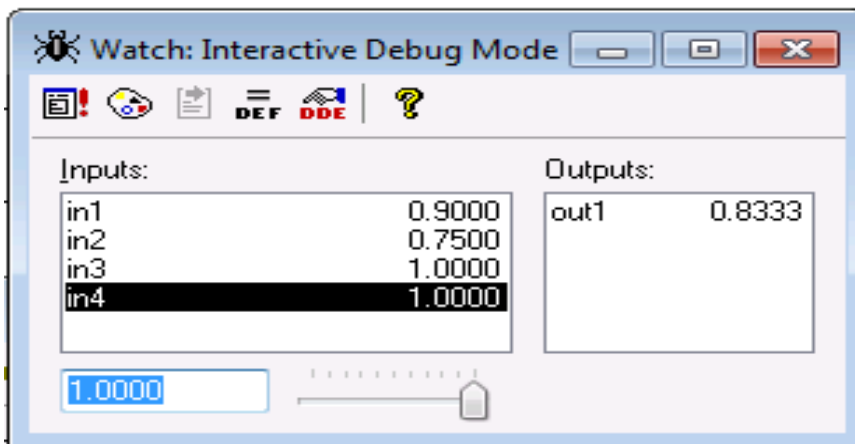 Watch: Interactive Debug Mode
DEF DDE
Inputs: Outputs:
in1 0.9000 out1 0.8333
in2 0.7500
in3 1.0000
in4 1.0000
1.0000